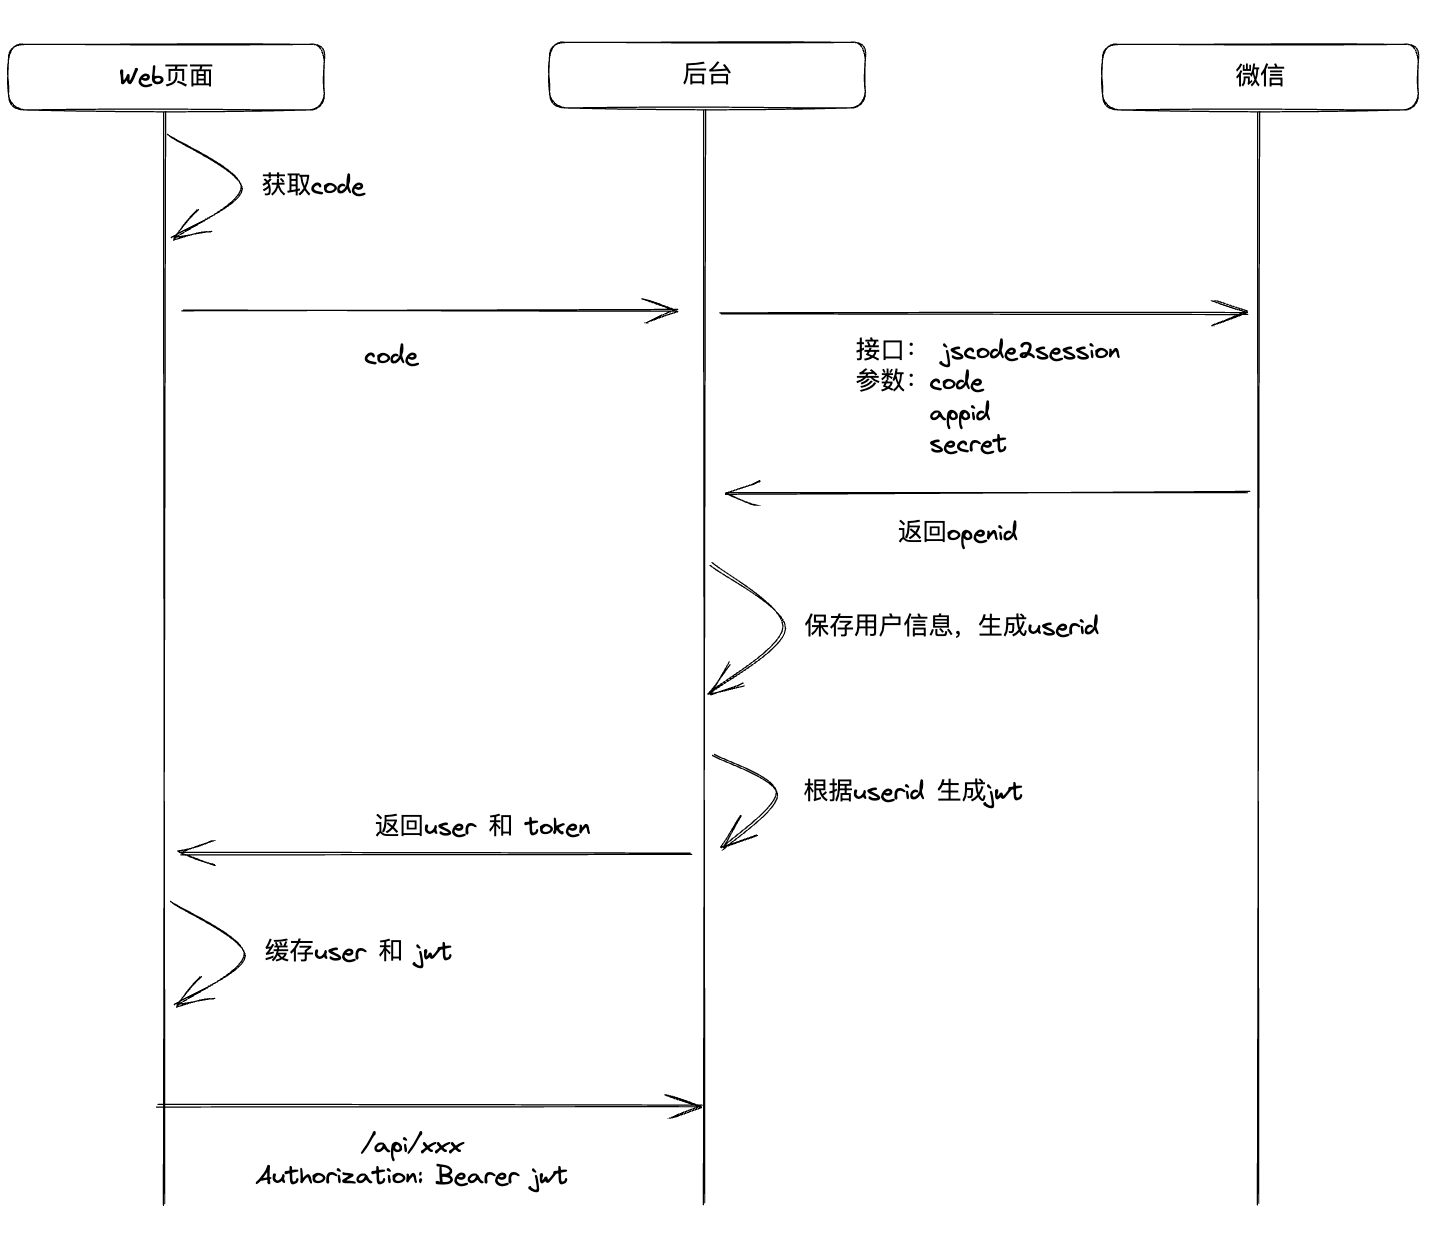 Web页面
后台
微信
获取code
code
接口： jscode2session
参数：code
appid
secret
返回openid
保存用户信息，生成userid
根据userid 生成jwt
返回user 和 token
缓存user 和 jwt
/api/xxx
Authorization: Bearer jwt